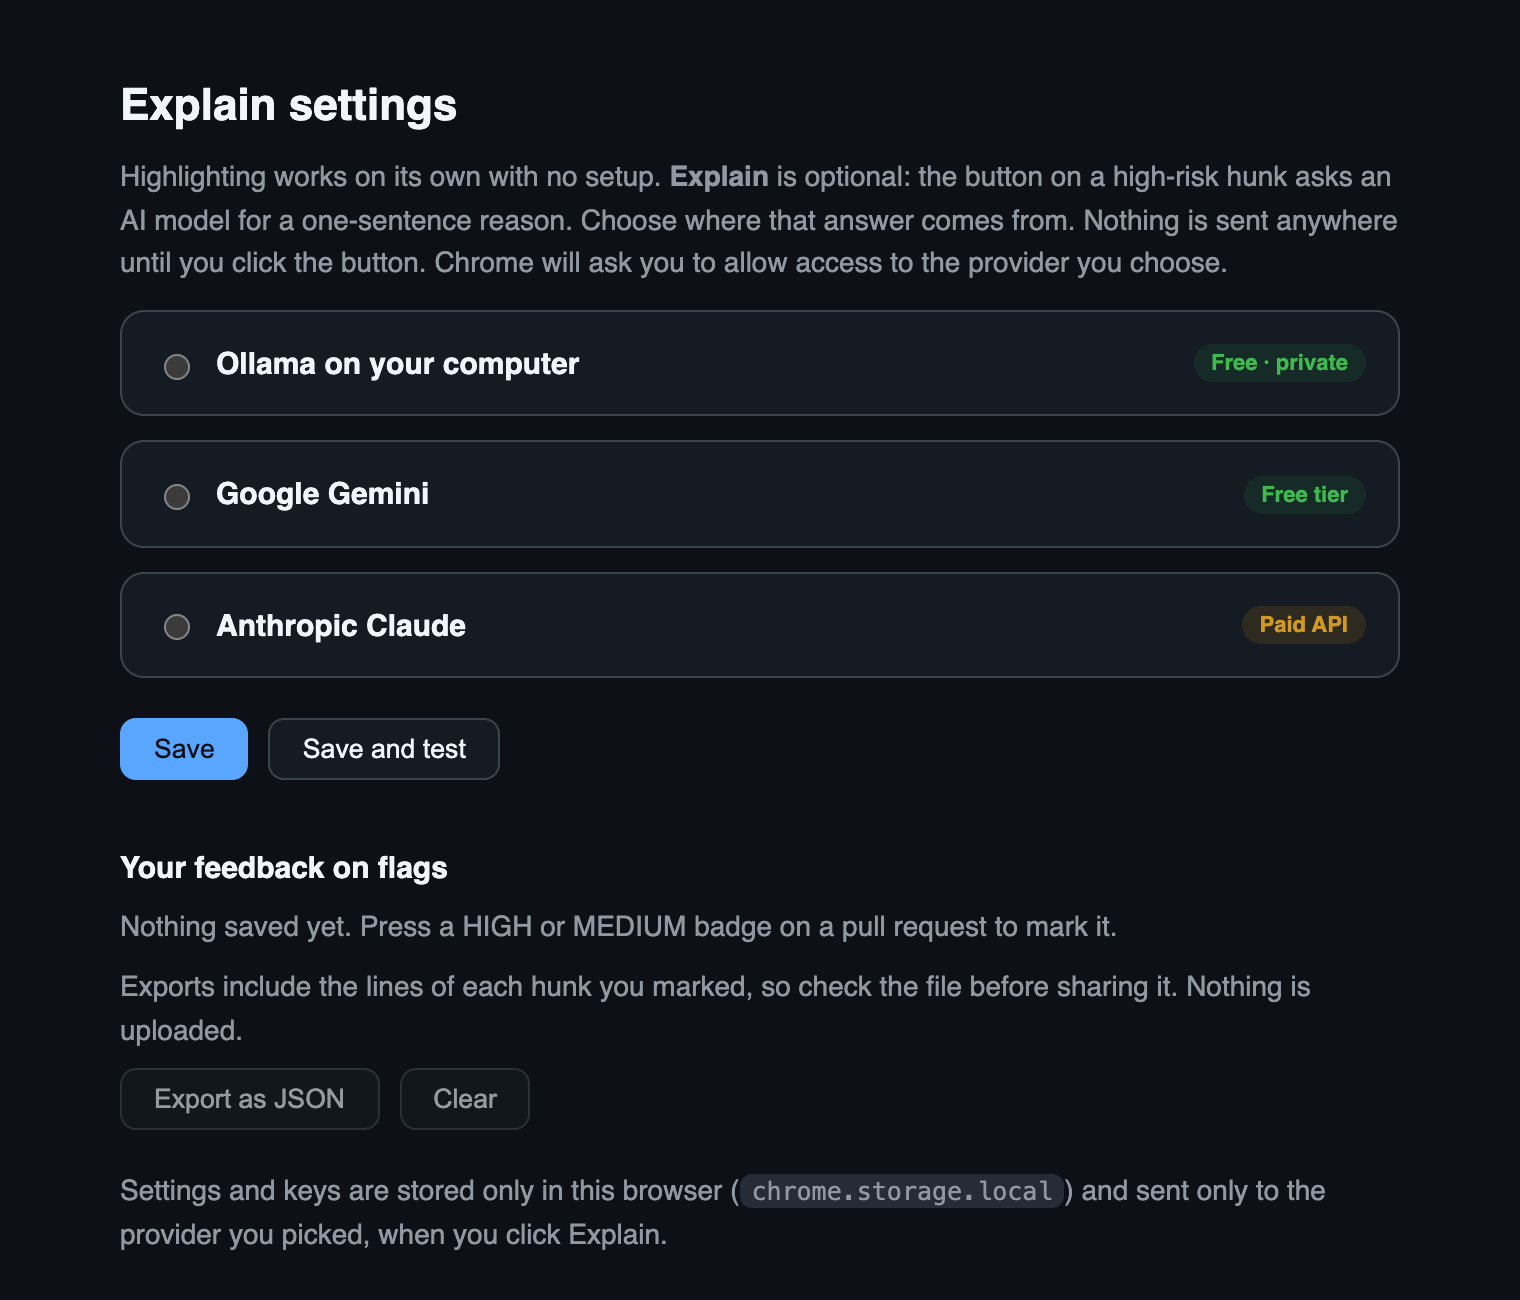 Explain settings
Highlighting works on its own with no setup. Explain is optional: the button on a high-risk hunk asks an
AI model for a one-sentence reason. Choose where that answer comes from. Nothing is sent anywhere
until you click the button. Chrome will ask you to allow access to the provider you choose.
Ollama on your computer
Free · private
Google Gemini
Free tier
Anthropic Claude
Paid API
Save
Save and test
Your feedback on flags
Nothing saved yet. Press a HIGH or MEDIUM badge on a pull request to mark it.
Exports include the lines of each hunk you marked, so check the file before sharing it. Nothing is
uploaded.
Export as JSON
Clear
Settings and keys are stored only in this browser (chrome.storage.local) and sent only to the
provider you picked, when you click Explain.